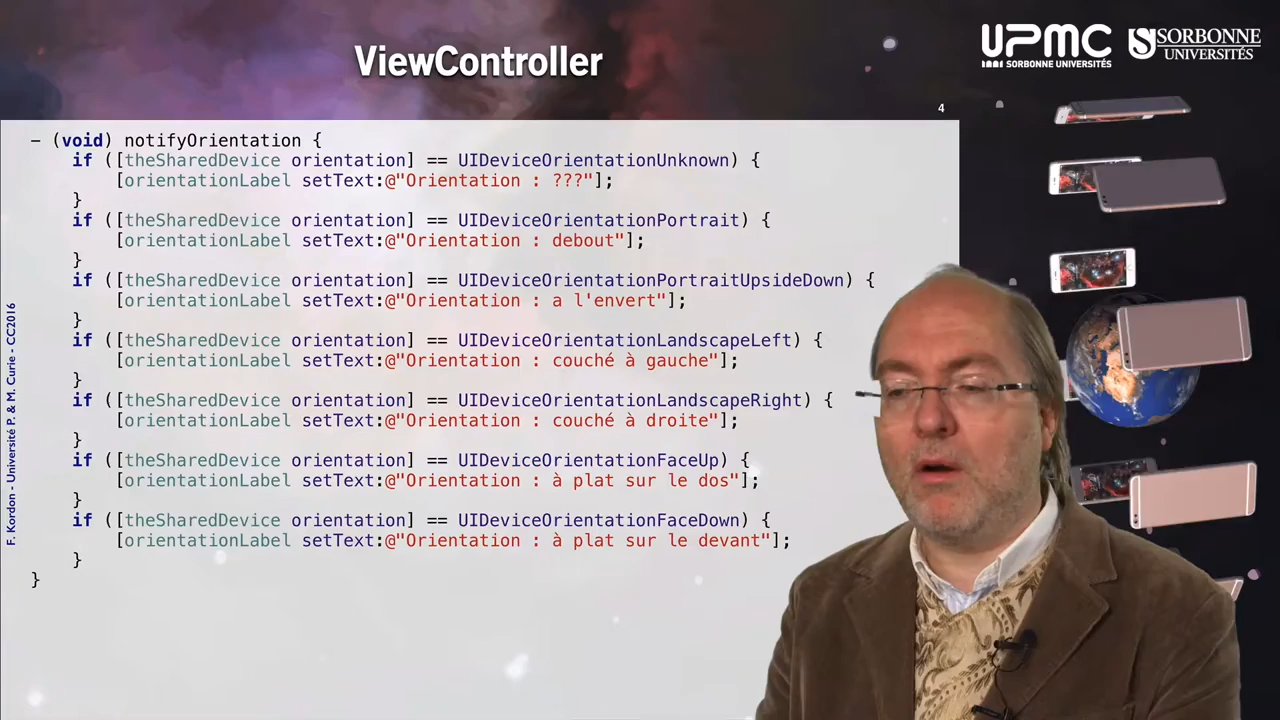 ViewController
UPMC
SORBONNE UNIVERSITÉS
SORBONNE
UNIVERSITÉS
4
– (void) notifyOrientation {
if ([theSharedDevice orientation] == UIDeviceOrientationUnknown) {
[orientationLabel setText:@"Orientation : ???"];
}
if ([theSharedDevice orientation] == UIDeviceOrientationPortrait) {
[orientationLabel setText:@"Orientation : debout"];
}
if ([theSharedDevice orientation] == UIDeviceOrientationPortraitUpsideDown) {
[orientationLabel setText:@"Orientation : a l'envert"];
}
if ([theSharedDevice orientation] == UIDeviceOrientationLandscapeLeft) {
[orientationLabel setText:@"Orientation : couché à gauche"];
}
if ([theSharedDevice orientation] == UIDeviceOrientationLandscapeRight) {
[orientationLabel setText:@"Orientation : couché à droite"];
}
if ([theSharedDevice orientation] == UIDeviceOrientationFaceUp) {
[orientationLabel setText:@"Orientation : à plat sur le dos"];
}
if ([theSharedDevice orientation] == UIDeviceOrientationFaceDown) {
[orientationLabel setText:@"Orientation : à plat sur le devant"];
}
}
F. Kordon - Université P. & M. Curie - CC2016